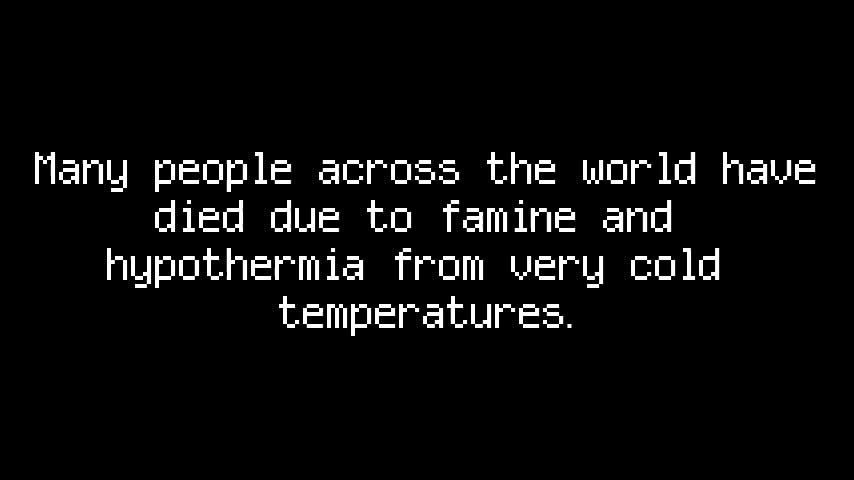 Many people across the world have
died due to famine and
hypothermia from very cold
temperatures.